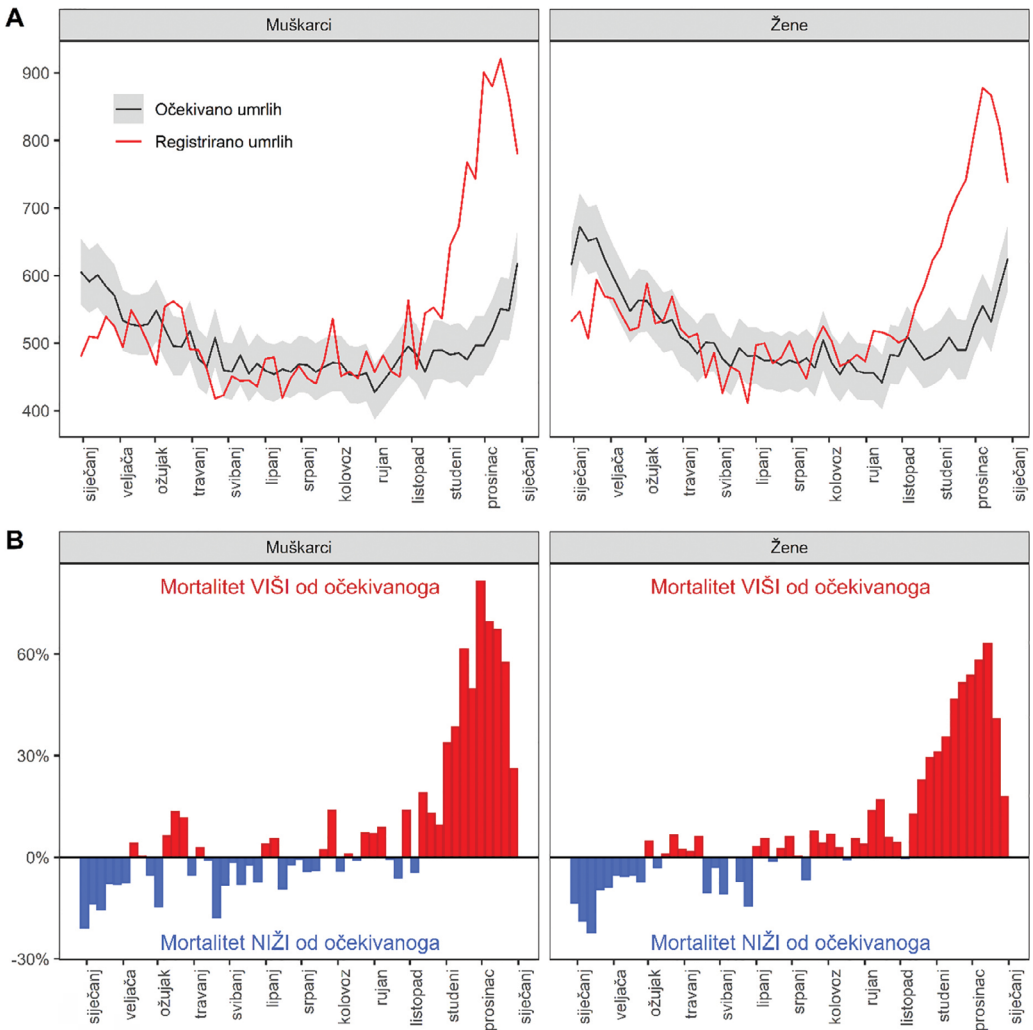 A
Muškarci
Žene
900
800
700
600
500
400
Očekivano umrlih
Registrirano umrlih
siječanj
veljača
ožujak
travanj
svibanj
lipanj
srpanj
kolovoz
rujan
listopad
studeni
prosinac
siječanj
siječanj
veljača
ožujak
travanj
svibanj
lipanj
srpanj
kolovoz
rujan
listopad
studeni
prosinac
siječanj
B
Muškarci
Žene
Mortalitet VIŠI od očekivanoga
Mortalitet VIŠI od očekivanoga
60%
30%
0%
-30%
Mortalitet NIŽI od očekivanoga
Mortalitet NIŽI od očekivanoga
siječanj
veljača
ožujak
travanj
svibanj
lipanj
srpanj
kolovoz
rujan
listopad
studeni
prosinac
siječanj
siječanj
veljača
ožujak
travanj
svibanj
lipanj
srpanj
kolovoz
rujan
listopad
studeni
prosinac
siječanj